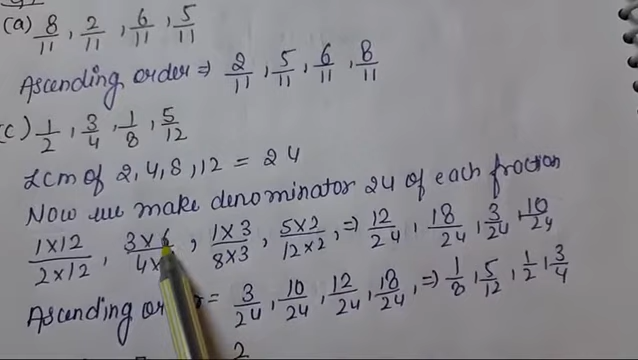 (a) 8/11, 2/11, 6/11, 5/11
Ascending order ⇒ 2/11, 5/11, 6/11, 8/11
(C) 1/2, 3/4, 1/8, 5/12
LCM of 2,4,8,12 = 24
Now we make denominator 24 of each fraction
1×12/2×12, 3×6/4×, 1×3/8×3, 5×2/12×2, ⇒ 12/24, 18/24, 3/24, 10/24
Ascending = 3/24, 10/24, 12/24, 18/24, ⇒ 1/8, 5/12, 1/2, 3/4
2